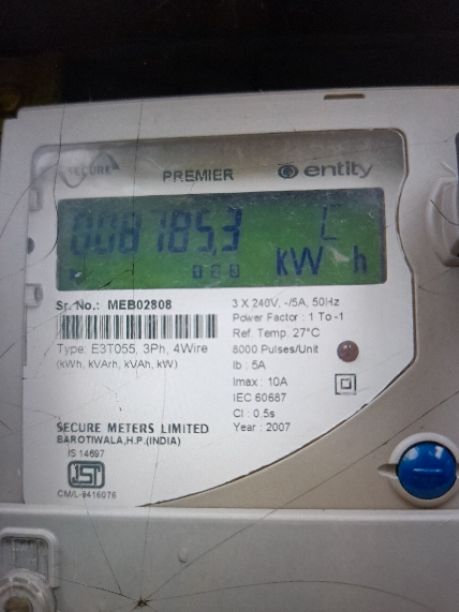 SECURE PREMIER entity
008785.3 C
000 kW h
Sr. No.: MEB02808
Type: E3T055, 3Ph, 4Wire
(kWh, kVArh, kVAh, kW)
3 X 240V, -/5A, 50Hz
Power Factor : 1 To -1
Ref. Temp. 27°C
8000 Pulses/Unit
Ib : 5A
Imax : 10A
IEC 60687
Cl : 0.5s
Year : 2007
SECURE METERS LIMITED
BAROTIWALA,H.P.(INDIA)
IS 14697
ISI
CM/L-9416076